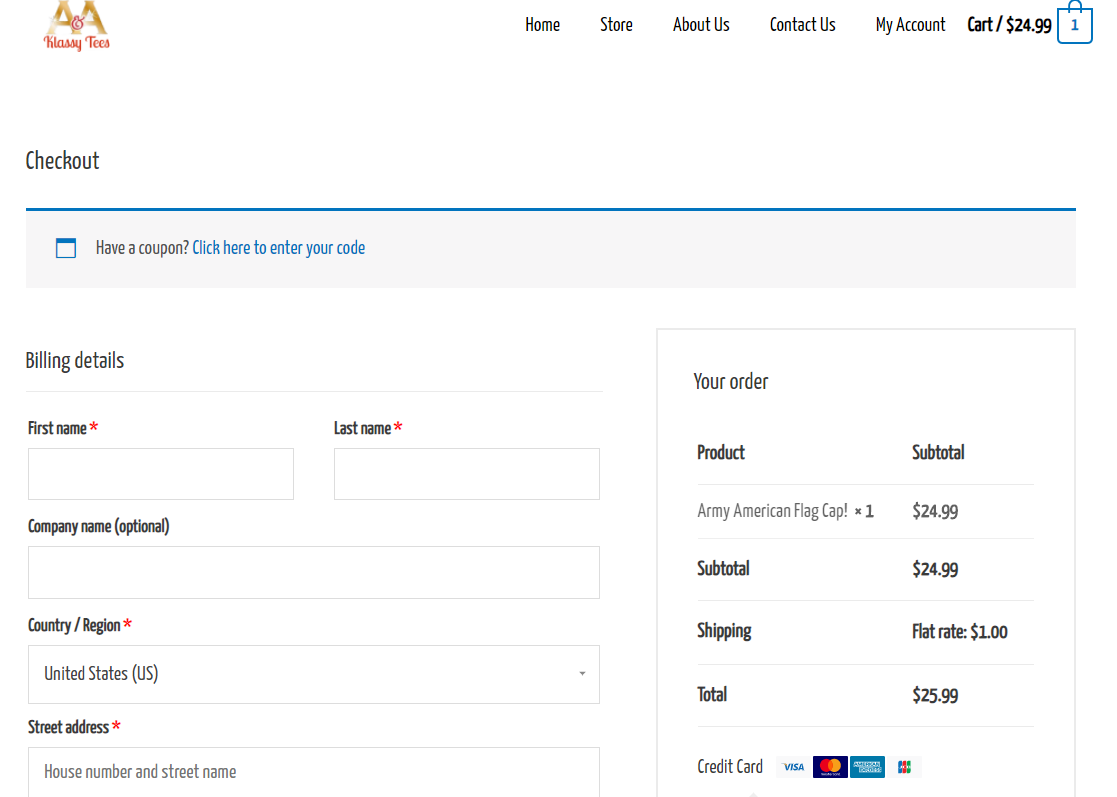 A&A
Klassy Tees
Home Store About Us Contact Us My Account Cart / $24.99 1
Checkout
Have a coupon? Click here to enter your code
Billing details
First name * Last name *
Company name (optional)
Country / Region *
United States (US)
Street address *
House number and street name
Your order
Product Subtotal
Army American Flag Cap! × 1 $24.99
Subtotal $24.99
Shipping Flat rate: $1.00
Total $25.99
Credit Card VISA